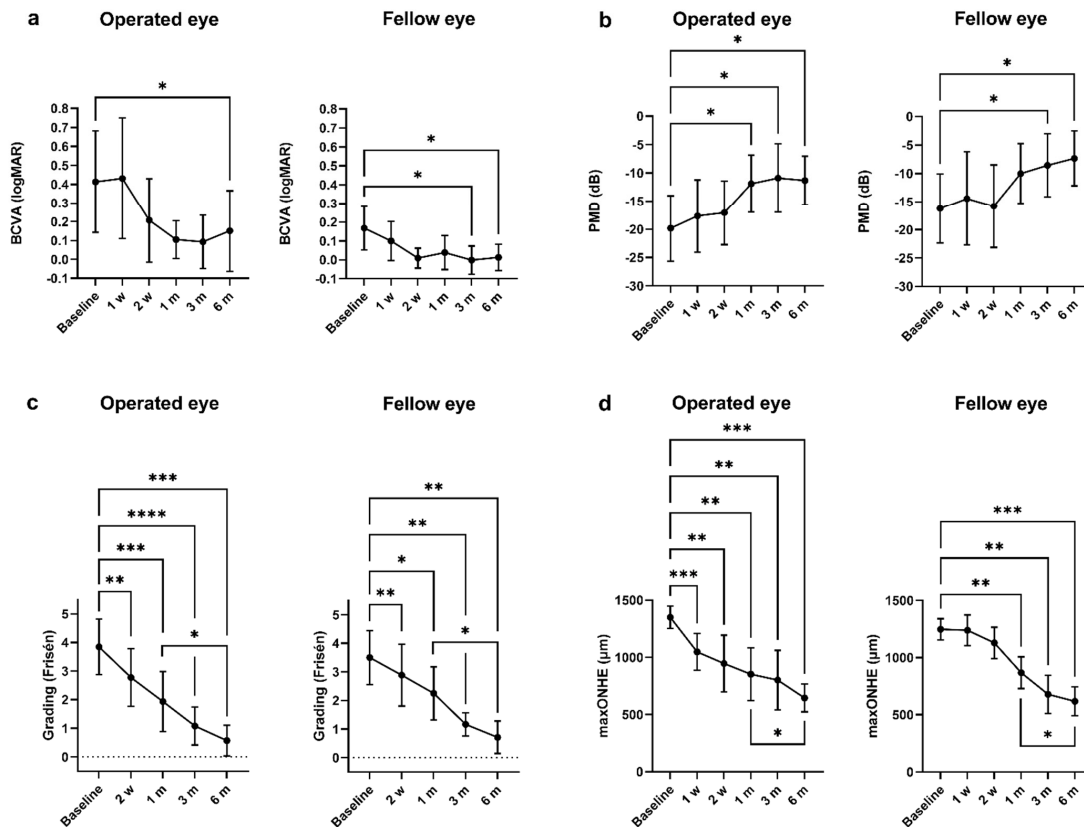 a
Operated eye
Fellow eye
*
*
*
BCVA (logMAR)
0.8
0.7
0.6
0.5
0.4
0.3
0.2
0.1
0.0
-0.1
Baseline
1 w
2 w
1 m
3 m
6 m
BCVA (logMAR)
0.8
0.7
0.6
0.5
0.4
0.3
0.2
0.1
0.0
-0.1
Baseline
1 w
2 w
1 m
3 m
6 m
b
Operated eye
Fellow eye
*
*
*
*
*
PMD (dB)
0
-5
-10
-15
-20
-25
-30
Baseline
1 w
2 w
1 m
3 m
6 m
PMD (dB)
0
-5
-10
-15
-20
-25
-30
Baseline
1 w
2 w
1 m
3 m
6 m
c
Operated eye
Fellow eye
***
****
***
**
*
Grading (Frisén)
5
4
3
2
1
0
Baseline
2 w
1 m
3 m
6 m
**
**
*
**
*
Grading (Frisén)
5
4
3
2
1
0
Baseline
2 w
1 m
3 m
6 m
d
Operated eye
Fellow eye
***
**
**
**
***
*
maxONHE (µm)
1500
1000
500
0
Baseline
1 w
2 w
1 m
3 m
6 m
***
**
**
*
maxONHE (µm)
1500
1000
500
0
Baseline
1 w
2 w
1 m
3 m
6 m